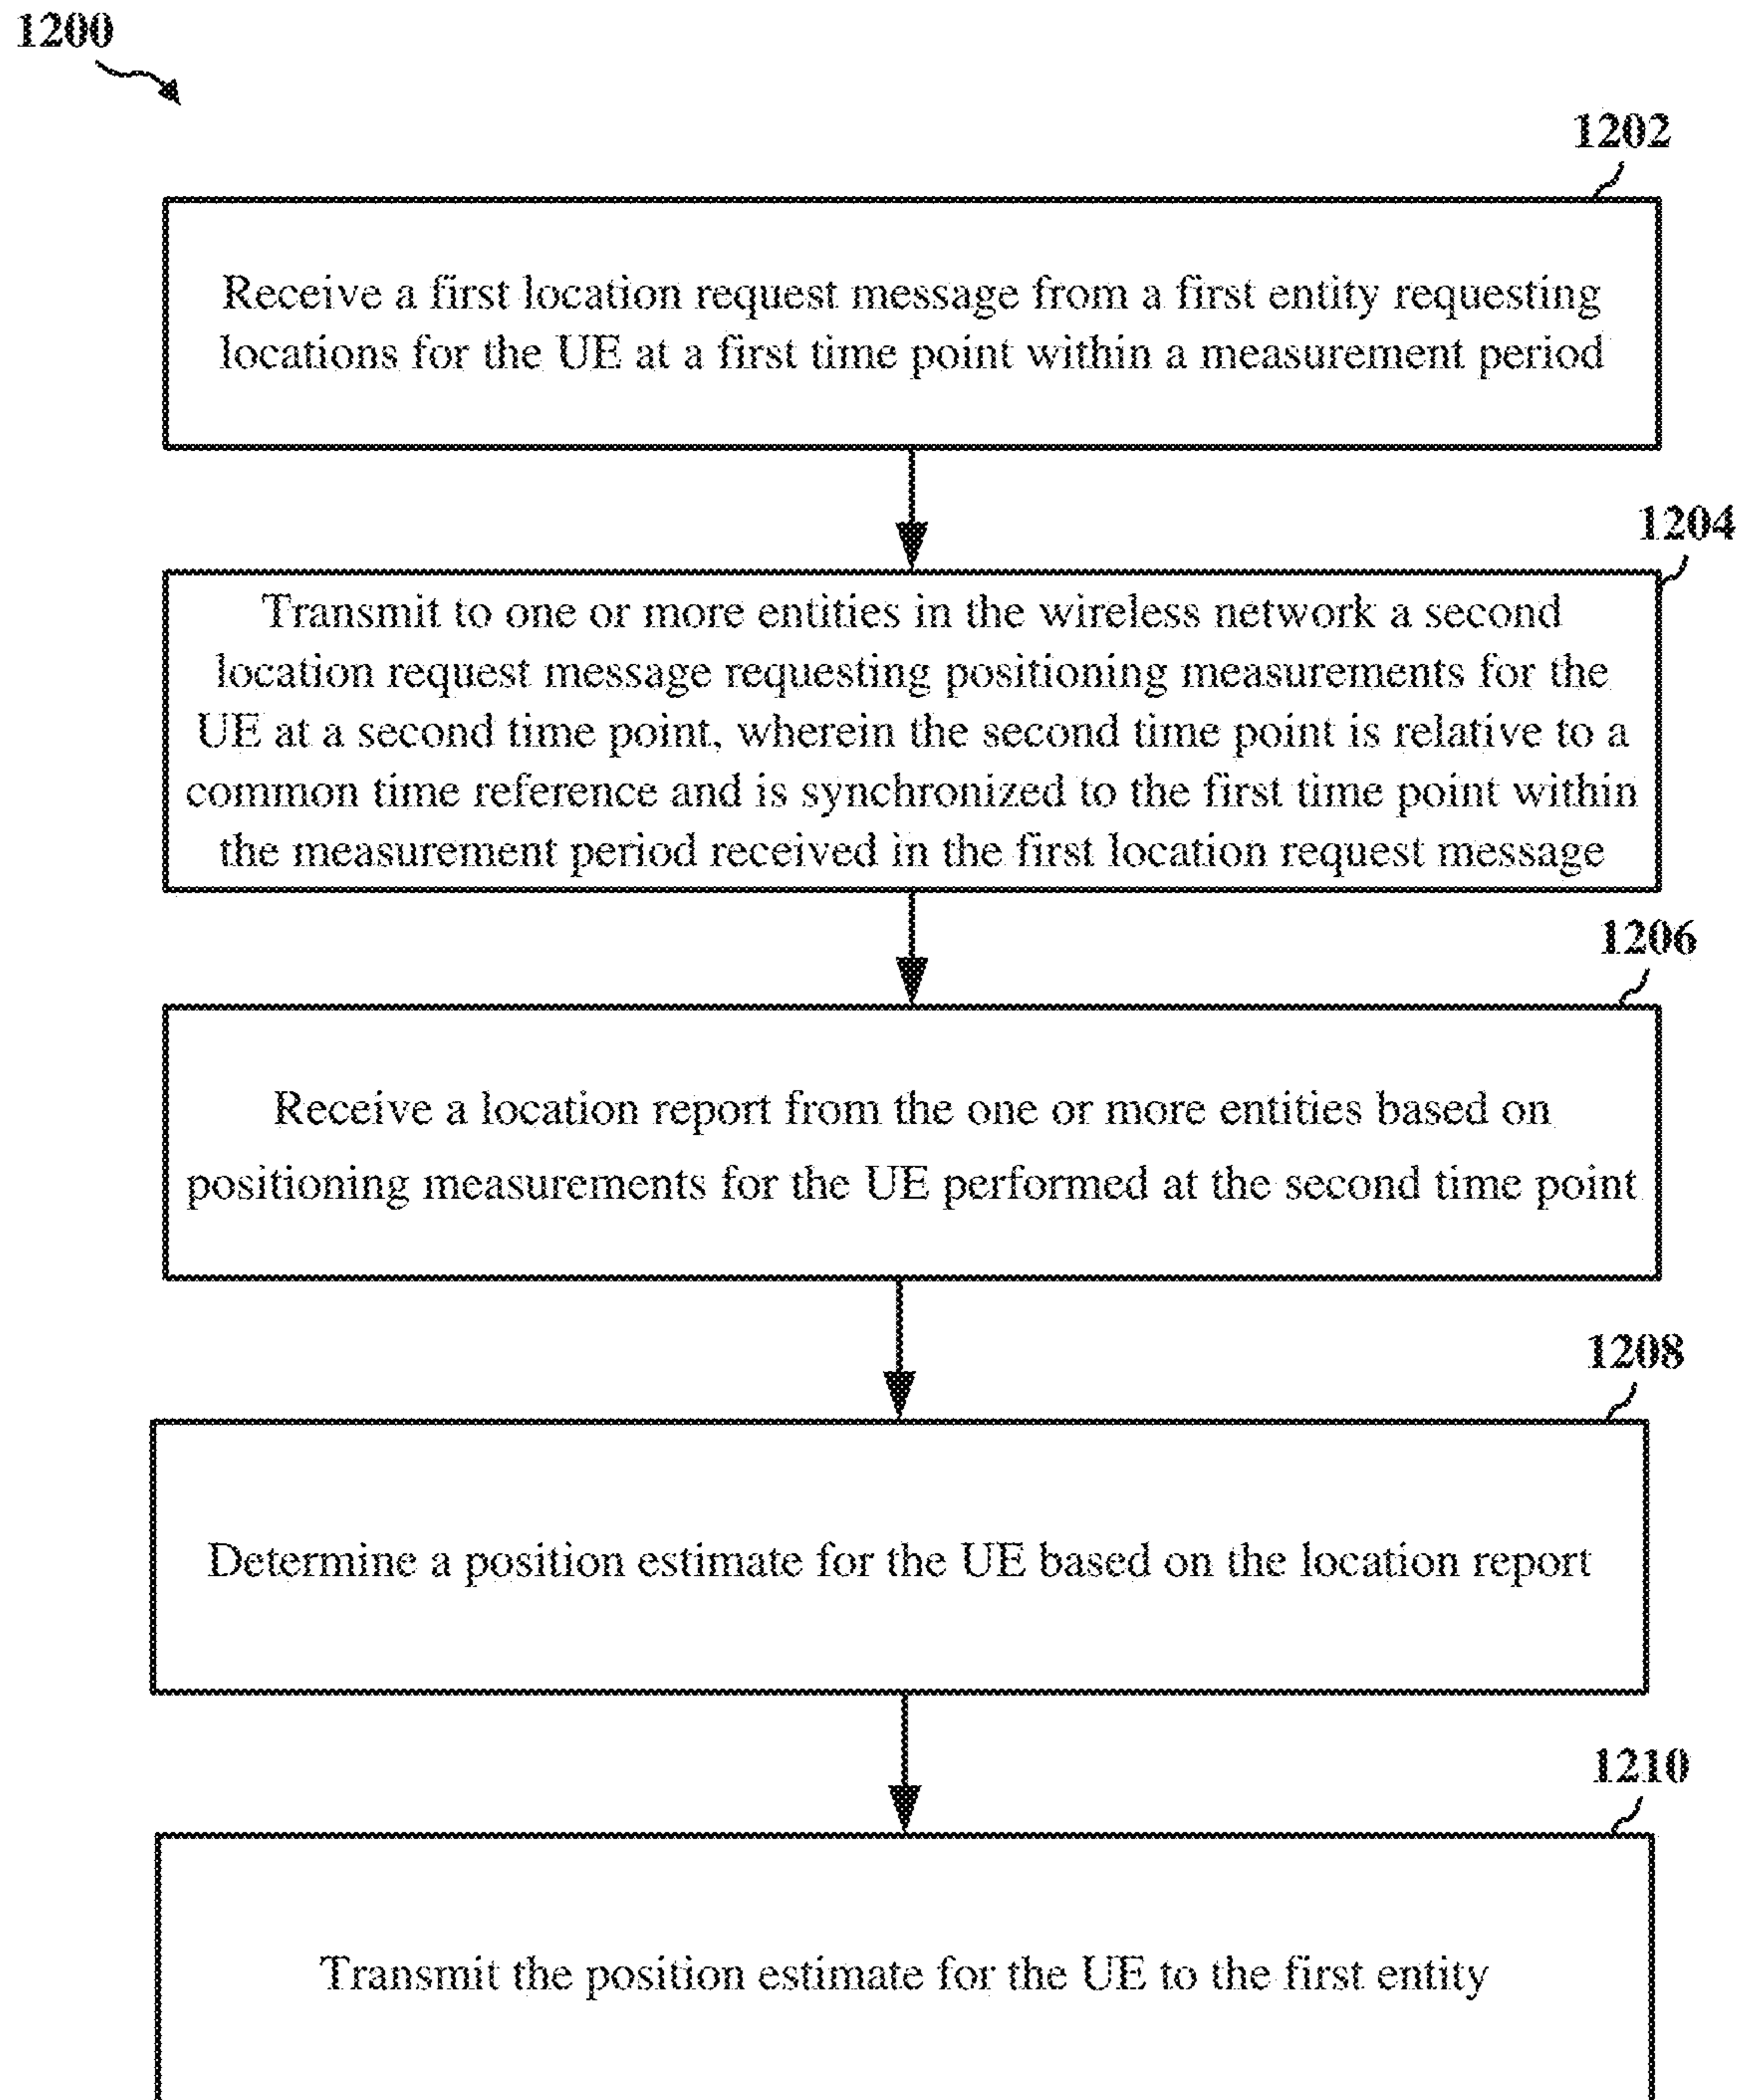 1200
1202
Receive a first location request message from a first entity requesting
locations for the UE at a first time point within a measurement period
1204
Transmit to one or more entities in the wireless network a second
location request message requesting positioning measurements for the
UE at a second time point, wherein the second time point is relative to a
common time reference and is synchronized to the first time point within
the measurement period received in the first location request message
1206
Receive a location report from the one or more entities based on
positioning measurements for the UE performed at the second time point
1208
Determine a position estimate for the UE based on the location report
1210
Transmit the position estimate for the UE to the first entity